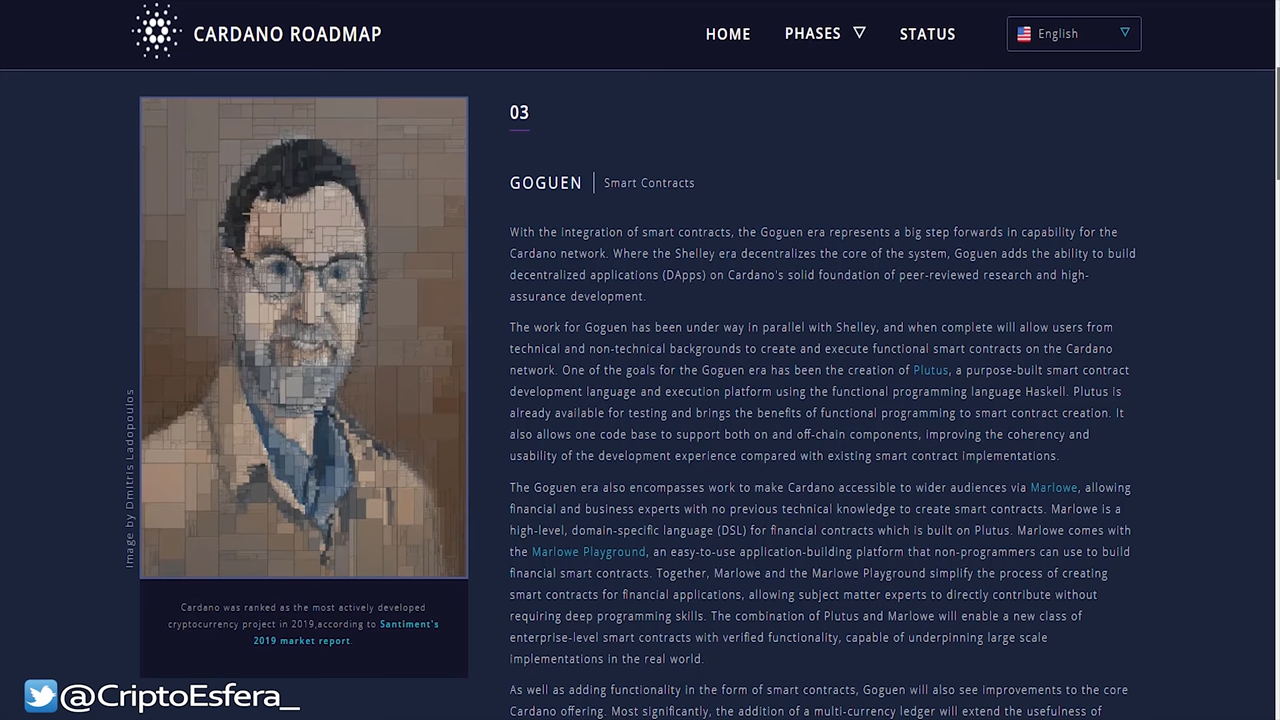 CARDANO ROADMAP
HOME PHASES STATUS English
03
GOGUEN Smart Contracts
With the integration of smart contracts, the Goguen era represents a big step forwards in capability for the
Cardano network. Where the Shelley era decentralizes the core of the system, Goguen adds the ability to build
decentralized applications (DApps) on Cardano's solid foundation of peer-reviewed research and high-
assurance development.
The work for Goguen has been under way in parallel with Shelley, and when complete will allow users from
technical and non-technical backgrounds to create and execute functional smart contracts on the Cardano
network. One of the goals for the Goguen era has been the creation of Plutus, a purpose-built smart contract
development language and execution platform using the functional programming language Haskell. Plutus is
already available for testing and brings the benefits of functional programming to smart contract creation. It
also allows one code base to support both on and off-chain components, improving the coherency and
usability of the development experience compared with existing smart contract implementations.
The Goguen era also encompasses work to make Cardano accessible to wider audiences via Marlowe, allowing
financial and business experts with no previous technical knowledge to create smart contracts. Marlowe is a
high-level, domain-specific language (DSL) for financial contracts which is built on Plutus. Marlowe comes with
the Marlowe Playground, an easy-to-use application-building platform that non-programmers can use to build
financial smart contracts. Together, Marlowe and the Marlowe Playground simplify the process of creating
smart contracts for financial applications, allowing subject matter experts to directly contribute without
requiring deep programming skills. The combination of Plutus and Marlowe will enable a new class of
enterprise-level smart contracts with verified functionality, capable of underpinning large scale
implementations in the real world.
As well as adding functionality in the form of smart contracts, Goguen will also see improvements to the core
Cardano offering. Most significantly, the addition of a multi-currency ledger will extend the usefulness of
Image by Dmitris Ladopoulos
Cardano was ranked as the most actively developed
cryptocurrency project in 2019,according to Santiment's
2019 market report.
@CriptoEsfera_